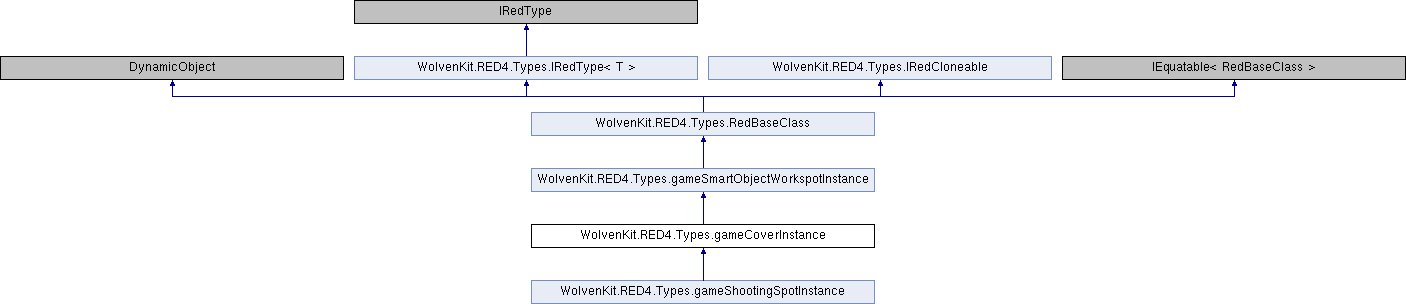 IRedType
DynamicObject
WolvenKit.RED4.Types.IRedType< T >
WolvenKit.RED4.Types.IRedCloneable
IEquatable< RedBaseClass >
WolvenKit.RED4.Types.RedBaseClass
WolvenKit.RED4.Types.gameSmartObjectWorkspotInstance
WolvenKit.RED4.Types.gameCoverInstance
WolvenKit.RED4.Types.gameShootingSpotInstance